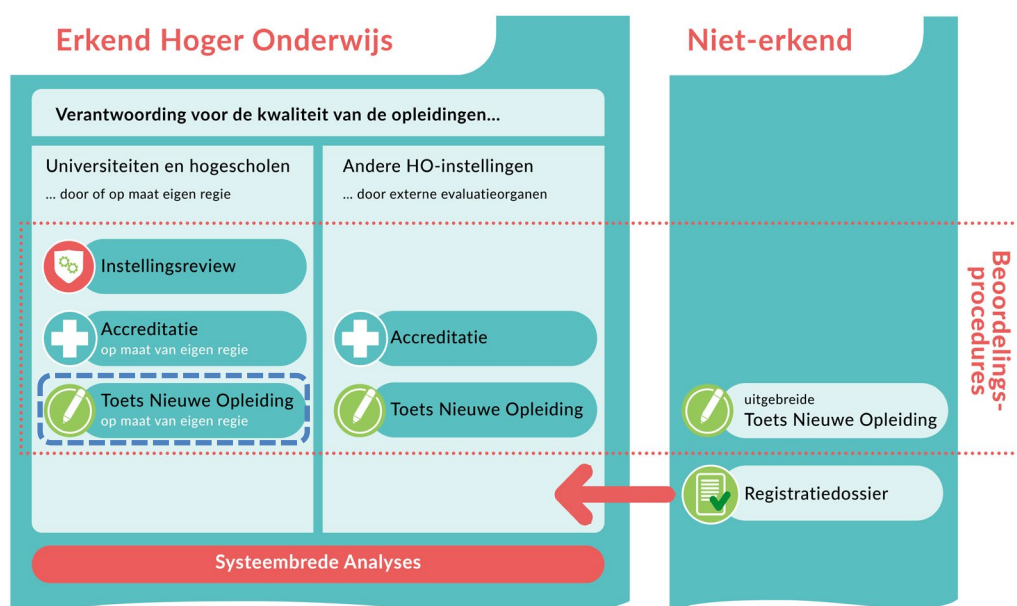 Erkend Hoger Onderwijs
Niet-erkend
Verantwoording voor de kwaliteit van de opleidingen...
Universiteiten en hogescholen
... door of op maat eigen regie
Andere HO-instellingen
... door externe evaluatieorganen
Instellingsreview
Accreditatie
op maat van eigen regie
Toets Nieuwe Opleiding
op maat van eigen regie
Accreditatie
Toets Nieuwe Opleiding
uitgebreide
Toets Nieuwe Opleiding
Registratiedossier
Beoordelings-
procedures
Systeembrede Analyses